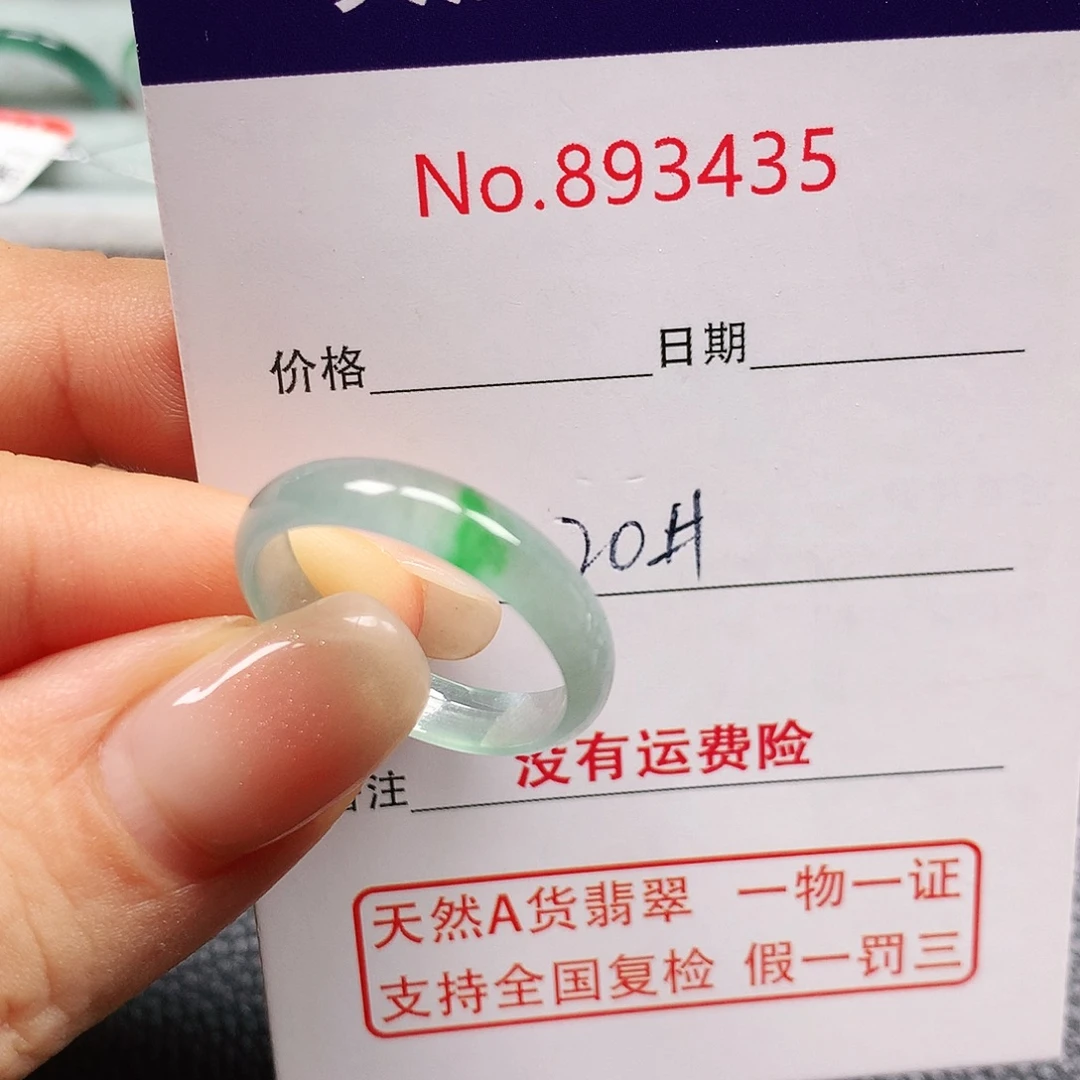 No.893435
价格 日期
20#
注 没有运费险
天然A货翡翠 一物一证
支持全国复检 假一罚三